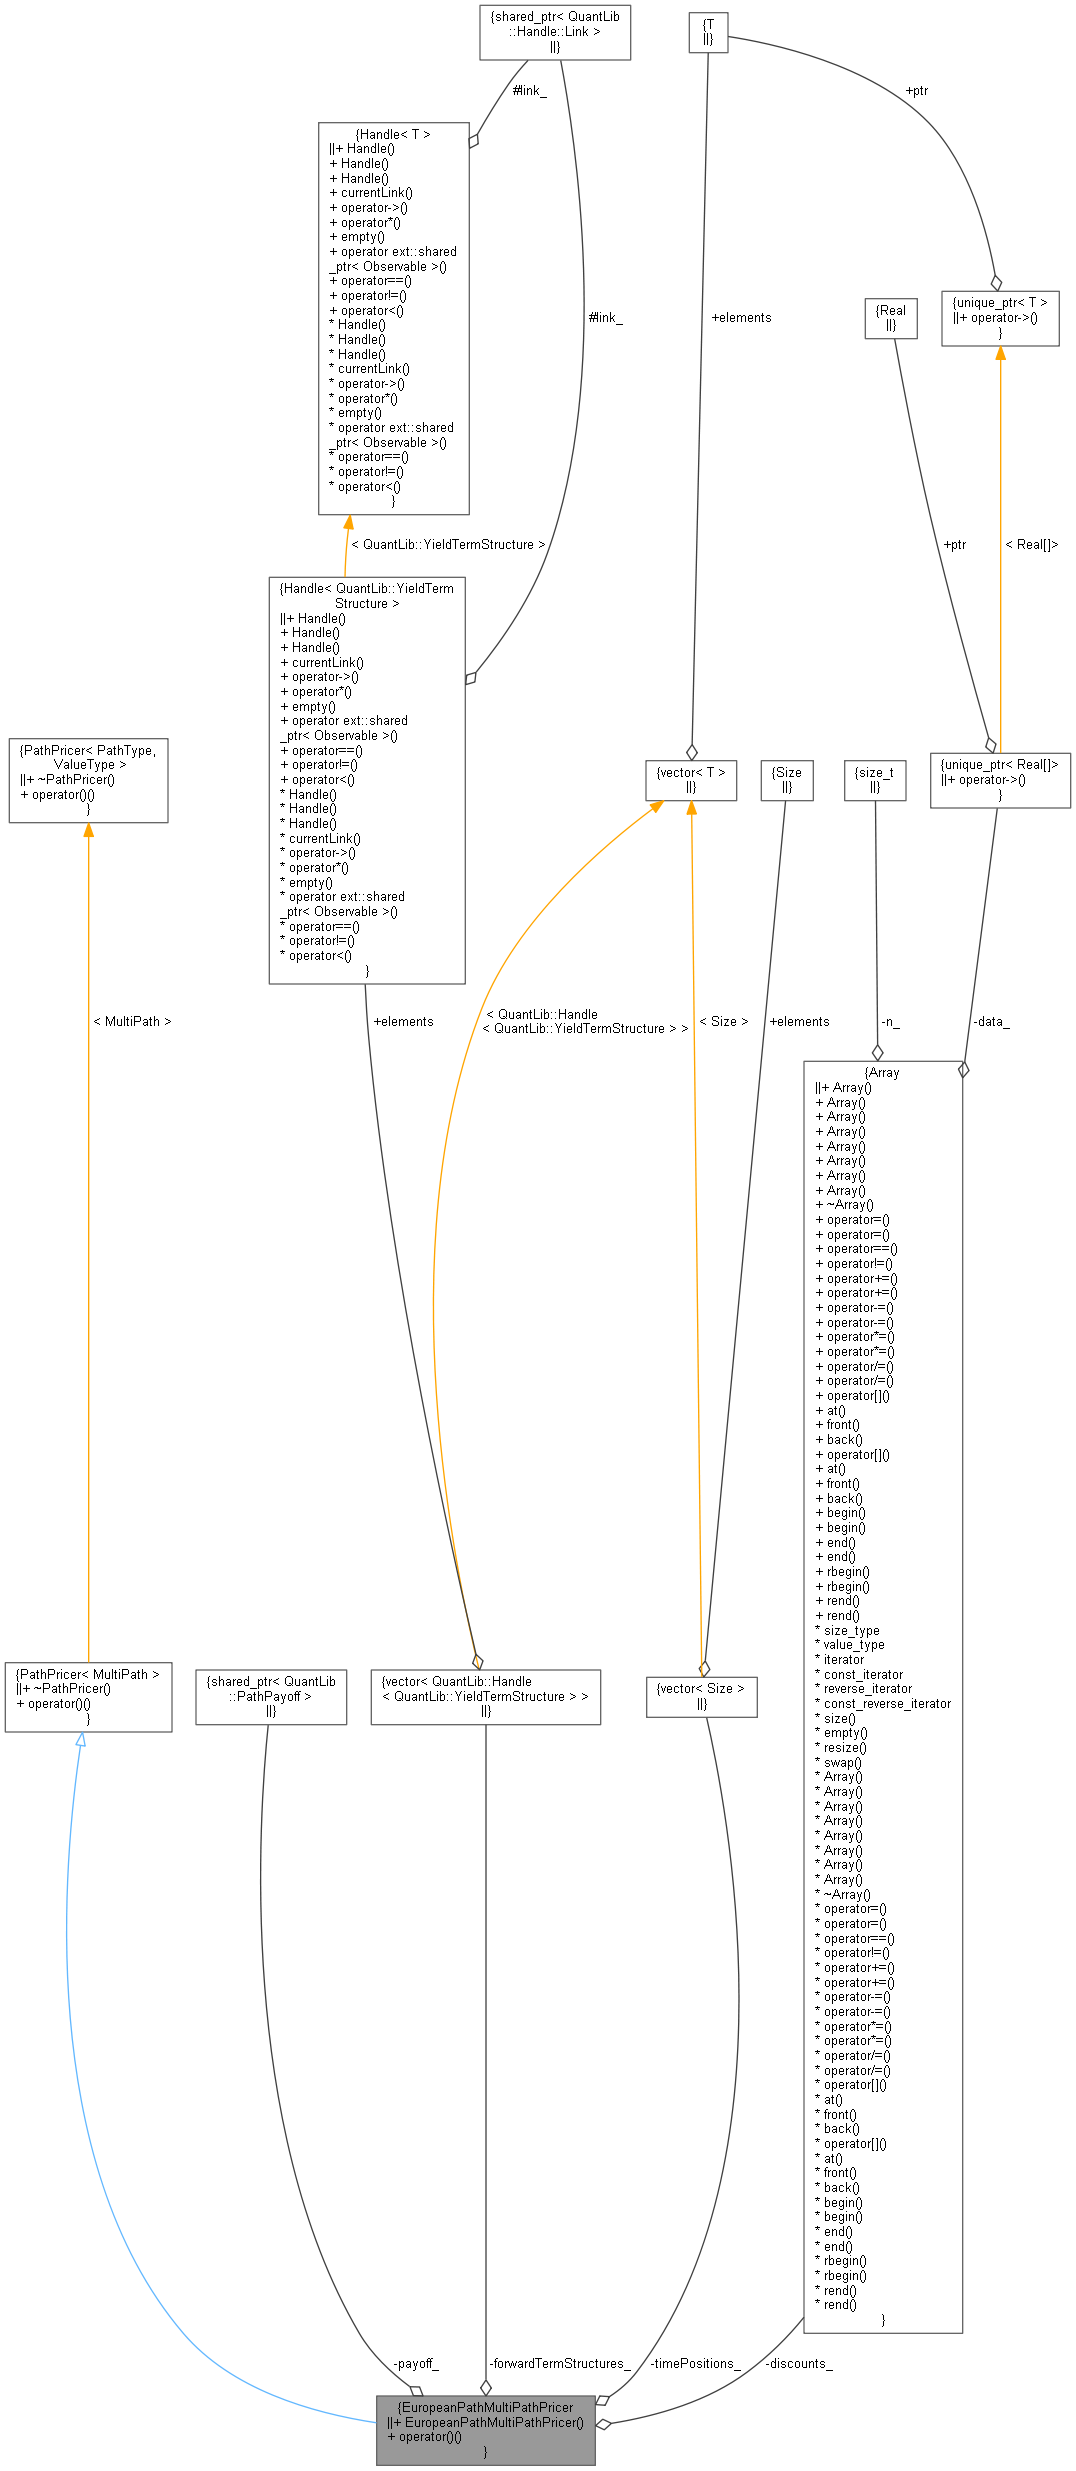 {shared_ptr< QuantLib
::Handle::Link >
||}
{T
||}
#link_
+ptr
{Handle< T >
||+ Handle()
+ Handle()
+ Handle()
+ currentLink()
+ operator->()
+ operator*()
+ empty()
+ operator ext::shared
_ptr< Observable >()
+ operator==()
+ operator!=()
+ operator<()
* Handle()
* Handle()
* Handle()
* currentLink()
* operator->()
* operator*()
* empty()
* operator ext::shared
_ptr< Observable >()
* operator==()
* operator!=()
* operator<()
}
#link_
+elements
{Real
||}
{unique_ptr< T >
||+ operator->()
}
< QuantLib::YieldTermStructure >
+ptr
< Real[]>
{Handle< QuantLib::YieldTerm
Structure >
||+ Handle()
+ Handle()
+ Handle()
+ currentLink()
+ operator->()
+ operator*()
+ empty()
+ operator ext::shared
_ptr< Observable >()
+ operator==()
+ operator!=()
+ operator<()
* Handle()
* Handle()
* Handle()
* currentLink()
* operator->()
* operator*()
* empty()
* operator ext::shared
_ptr< Observable >()
* operator==()
* operator!=()
* operator<()
}
{PathPricer< PathType,
ValueType >
||+ ~PathPricer()
+ operator()()
}
{vector< T >
||}
{Size
||}
{size_t
||}
{unique_ptr< Real[]>
||+ operator->()
}
< MultiPath >
+elements
< QuantLib::Handle
< QuantLib::YieldTermStructure > >
< Size >
+elements
-n_
-data_
{Array
||+ Array()
+ Array()
+ Array()
+ Array()
+ Array()
+ Array()
+ Array()
+ Array()
+ ~Array()
+ operator=()
+ operator=()
+ operator==()
+ operator!=()
+ operator+=()
+ operator+=()
+ operator-=()
+ operator-=()
+ operator*=()
+ operator*=()
+ operator/=()
+ operator/=()
+ operator[]()
+ at()
+ front()
+ back()
+ operator[]()
+ at()
+ front()
+ back()
+ begin()
+ begin()
+ end()
+ end()
+ rbegin()
+ rbegin()
+ rend()
+ rend()
* size_type
* value_type
* iterator
* const_iterator
* reverse_iterator
* const_reverse_iterator
* size()
* empty()
* resize()
* swap()
* Array()
* Array()
* Array()
* Array()
* Array()
* Array()
* Array()
* Array()
* ~Array()
* operator=()
* operator=()
* operator==()
* operator!=()
* operator+=()
* operator+=()
* operator-=()
* operator-=()
* operator*=()
* operator*=()
* operator/=()
* operator/=()
* operator[]()
* at()
* front()
* back()
* operator[]()
* at()
* front()
* back()
* begin()
* begin()
* end()
* end()
* rbegin()
* rbegin()
* rend()
* rend()
}
{PathPricer< MultiPath >
||+ ~PathPricer()
+ operator()()
}
{shared_ptr< QuantLib
::PathPayoff >
||}
{vector< QuantLib::Handle
< QuantLib::YieldTermStructure > >
||}
{vector< Size >
||}
-payoff_
-forwardTermStructures_
-timePositions_
-discounts_
{EuropeanPathMultiPathPricer
||+ EuropeanPathMultiPathPricer()
+ operator()()
}